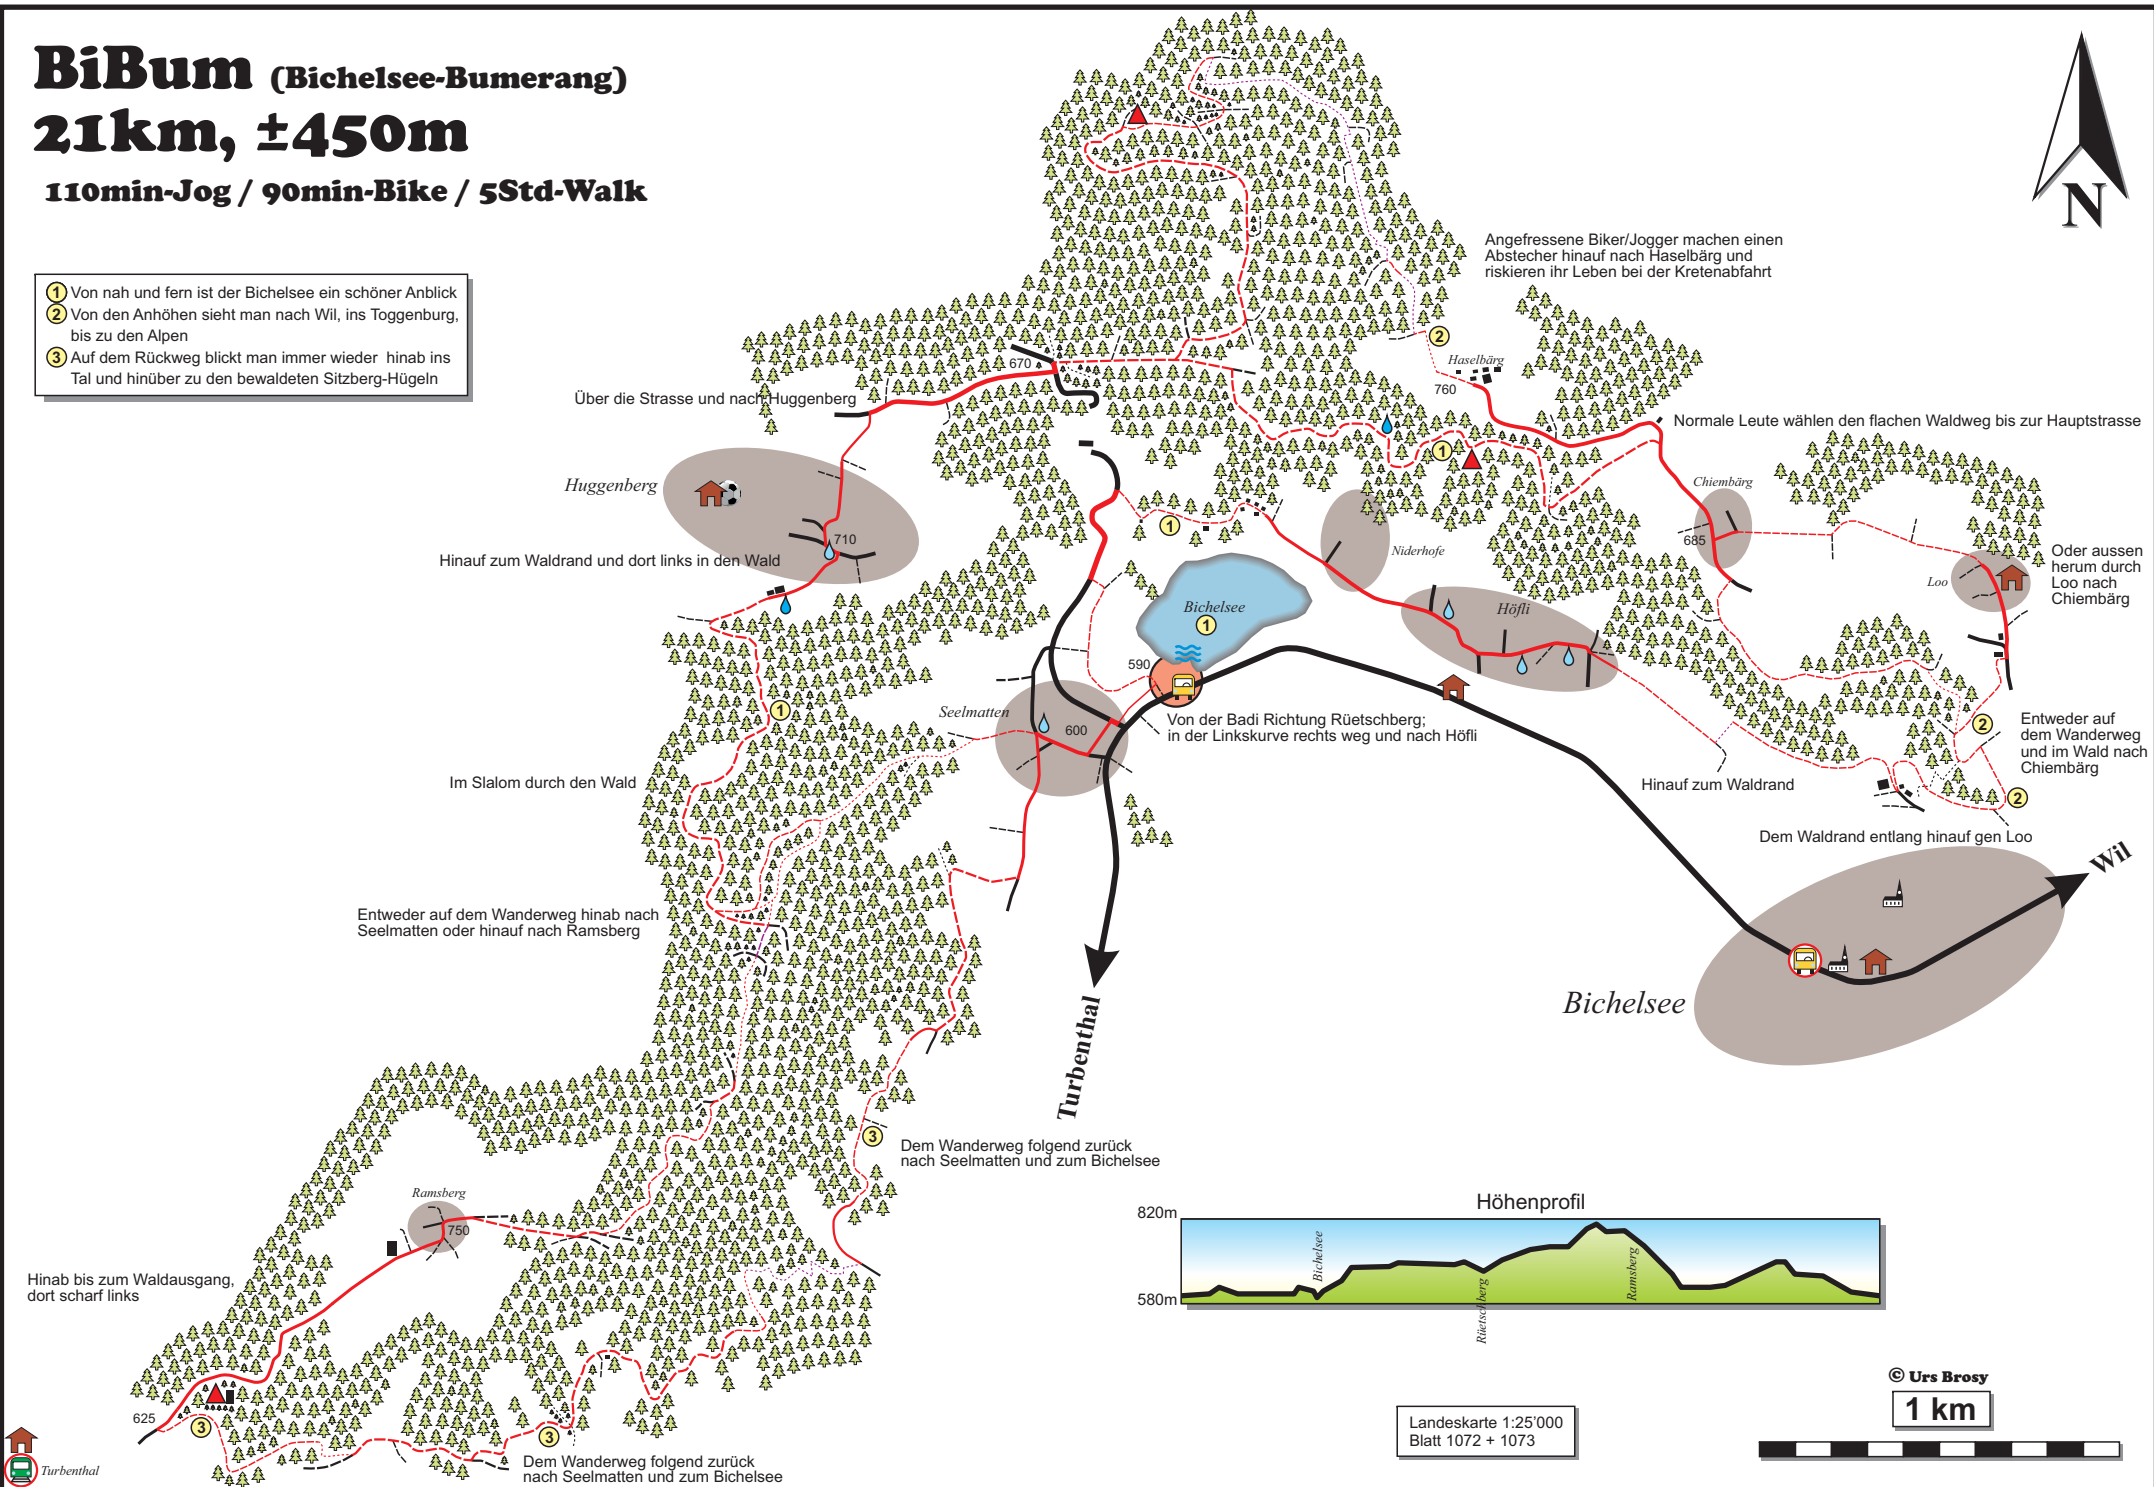 BiBum (Bichelsee-Bumerang)
21km, ±450m
110min-Jog / 90min-Bike / 5Std-Walk
1 Von nah und fern ist der Bichelsee ein schöner Anblick
2 Von den Anhöhen sieht man nach Wil, ins Toggenburg,
bis zu den Alpen
3 Auf dem Rückweg blickt man immer wieder hinab ins
Tal und hinüber zu den bewaldeten Sitzberg-Hügeln
N
Angefressene Biker/Jogger machen einen
Abstecher hinauf nach Haselbärg und
riskieren ihr Leben bei der Kretenabfahrt
2
Haselbärg
760
670
Über die Strasse und nach Huggenberg
Normale Leute wählen den flachen Waldweg bis zur Hauptstrasse
1
Huggenberg
Chiembärg
685
710
1
Niderhofe
Hinauf zum Waldrand und dort links in den Wald
Loo
Oder aussen
herum durch
Loo nach
Chiembärg
Bichelsee
1
Höfli
590
Seelmatten
600
1
Von der Badi Richtung Rüetschberg;
in der Linkskurve rechts weg und nach Höfli
2
Entweder auf
dem Wanderweg
und im Wald nach
Chiembärg
Im Slalom durch den Wald
Hinauf zum Waldrand
2
Dem Waldrand entlang hinauf gen Loo
Wil
Entweder auf dem Wanderweg hinab nach
Seelmatten oder hinauf nach Ramsberg
Bichelsee
Turbenthal
3
Dem Wanderweg folgend zurück
nach Seelmatten und zum Bichelsee
Ramsberg
750
Höhenprofil
820m
580m
Bichelsee
Rüetschberg
Ramsberg
Hinab bis zum Waldausgang,
dort scharf links
625
3
3
Turbenthal
Dem Wanderweg folgend zurück
nach Seelmatten und zum Bichelsee
Landeskarte 1:25'000
Blatt 1072 + 1073
© Urs Brosy
1 km